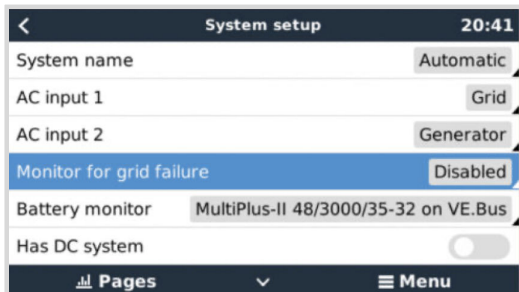 System setup 20:41
System name Automatic
AC input 1 Grid
AC input 2 Generator
Monitor for grid failure Disabled
Battery monitor MultiPlus-II 48/3000/35-32 on VE.Bus
Has DC system
Pages Menu